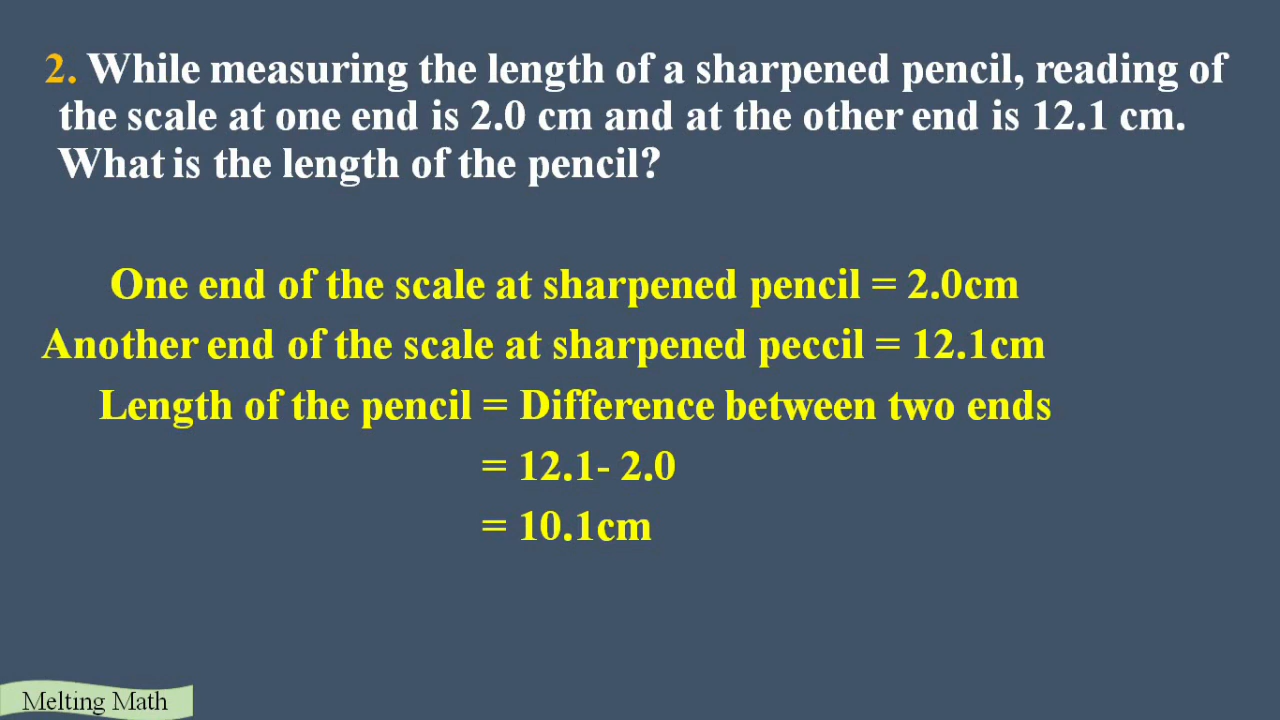 2. While measuring the length of a sharpened pencil, reading of
the scale at one end is 2.0 cm and at the other end is 12.1 cm.
What is the length of the pencil?
One end of the scale at sharpened pencil = 2.0cm
Another end of the scale at sharpened peccil = 12.1cm
Length of the pencil = Difference between two ends
= 12.1- 2.0
= 10.1cm
Melting Math